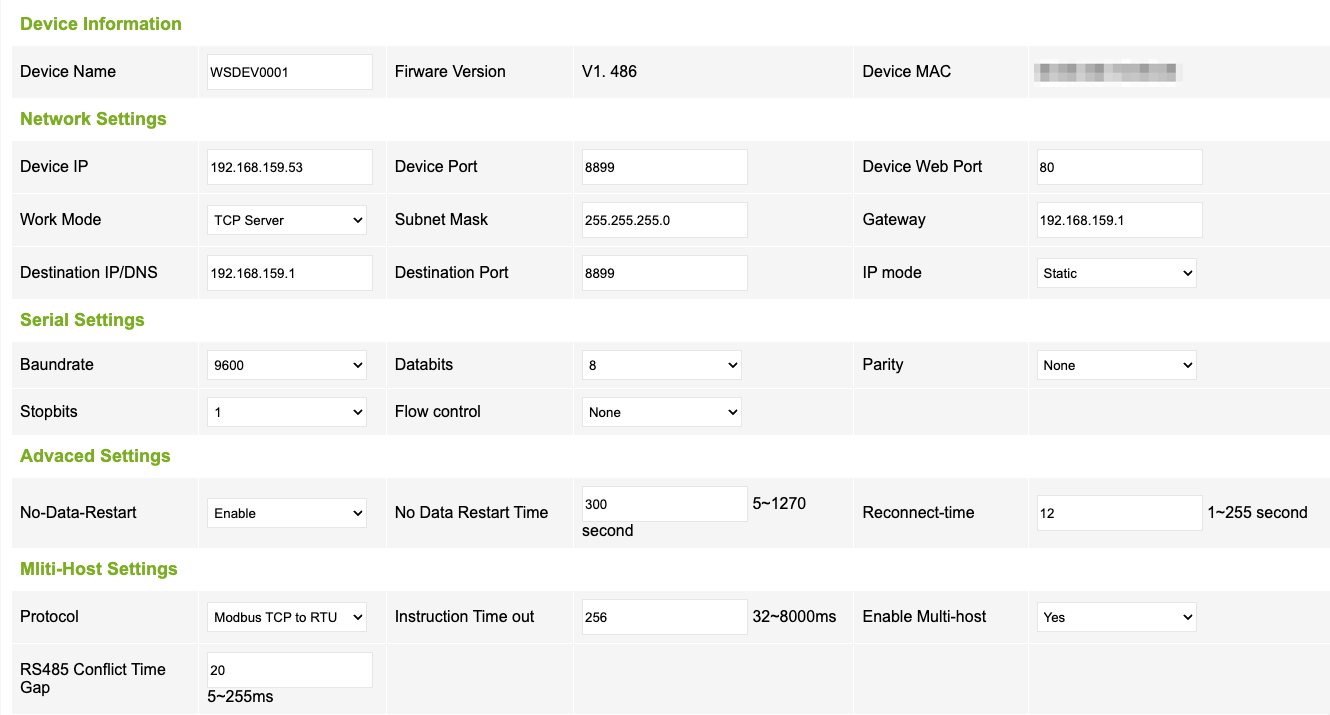 Device Information
Device Name WSDEV0001 Firware Version V1. 486 Device MAC
Network Settings
Device IP 192.168.159.53 Device Port 8899 Device Web Port 80
Work Mode TCP Server Subnet Mask 255.255.255.0 Gateway 192.168.159.1
Destination IP/DNS 192.168.159.1 Destination Port 8899 IP mode Static
Serial Settings
Baundrate 9600 Databits 8 Parity None
Stopbits 1 Flow control None
Advaced Settings
No-Data-Restart Enable No Data Restart Time 300 5~1270 second Reconnect-time 12 1~255 second
Mliti-Host Settings
Protocol Modbus TCP to RTU Instruction Time out 256 32~8000ms Enable Multi-host Yes
RS485 Conflict Time Gap 20 5~255ms